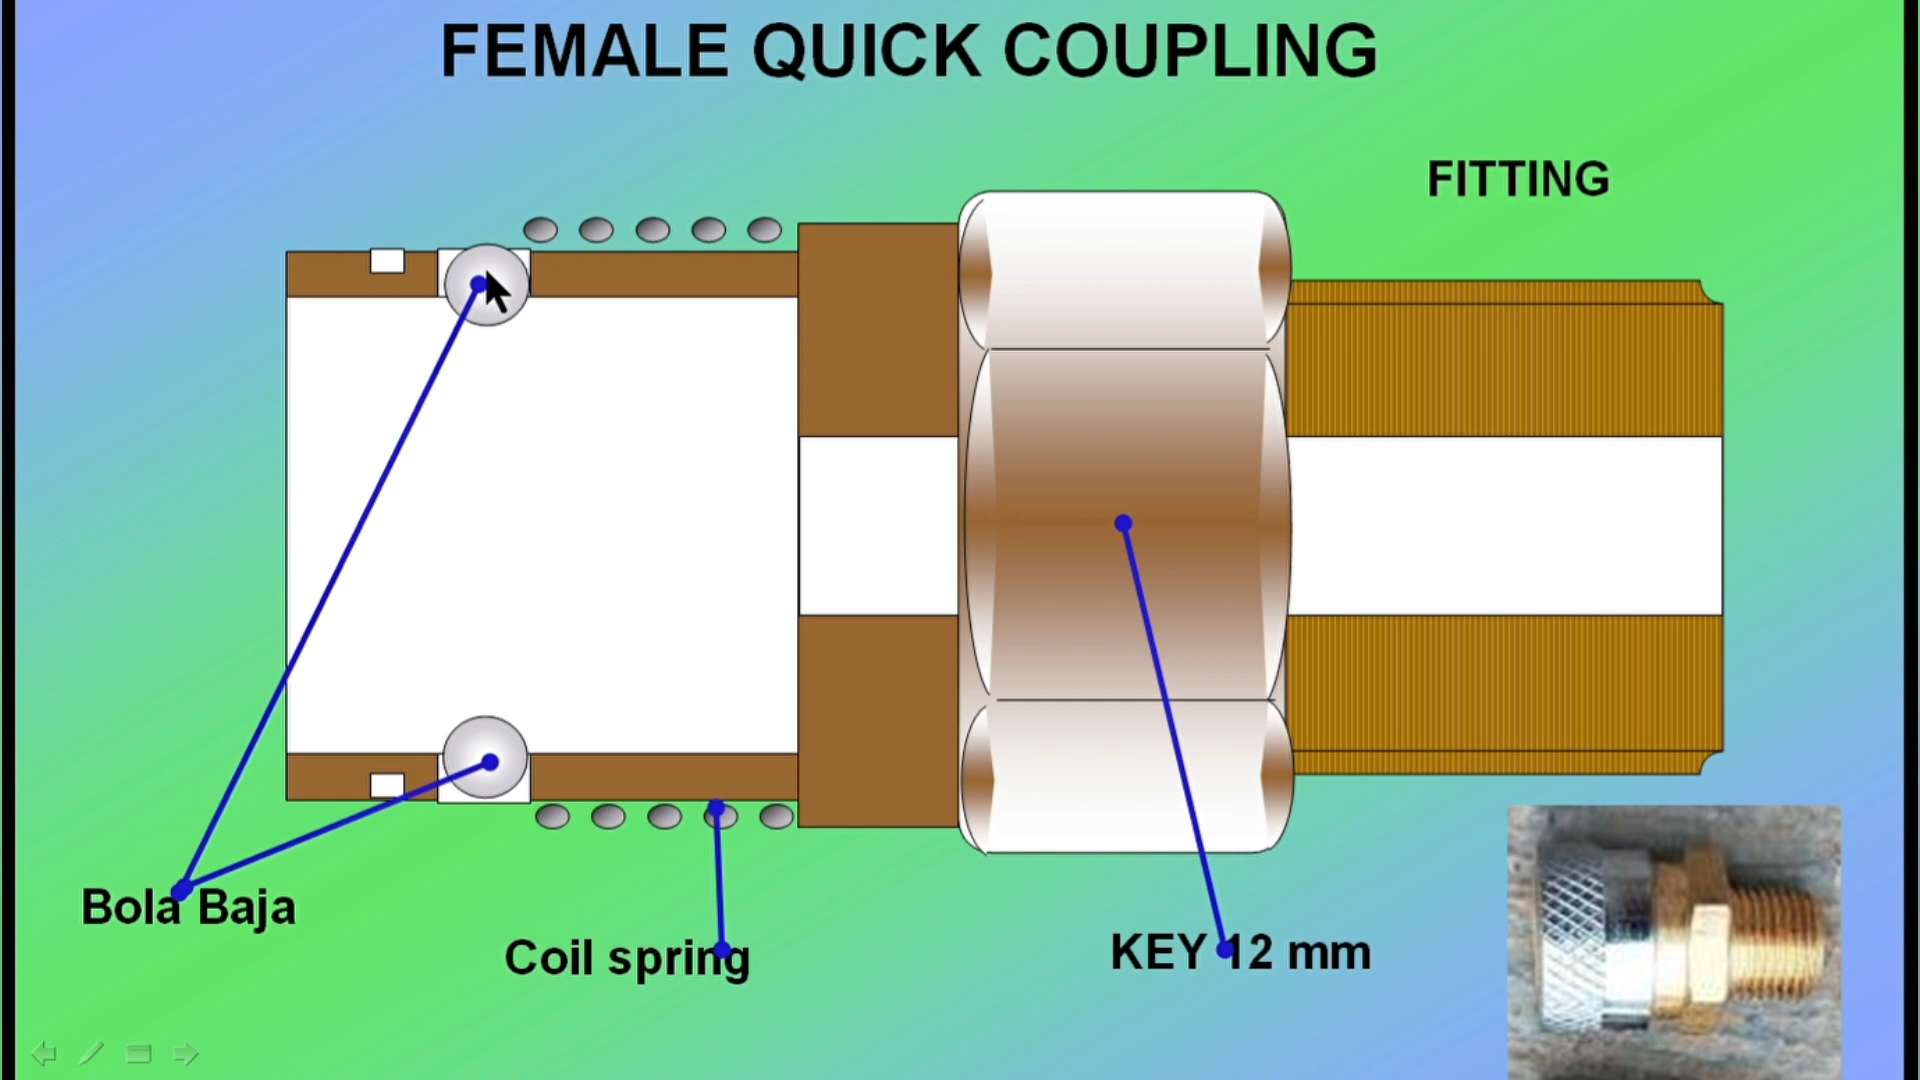 FEMALE QUICK COUPLING
FITTING
Bola Baja
Coil spring
KEY 12 mm